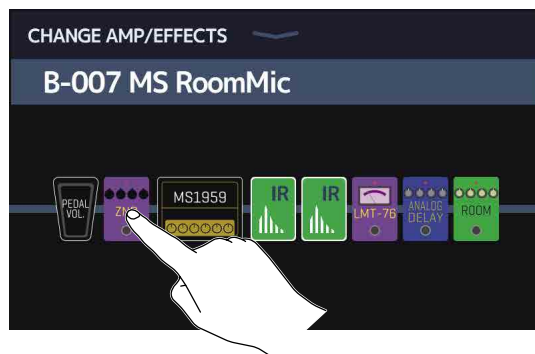 CHANGE AMP/EFFECTS
B-007 MS RoomMic
PEDAL
VOL.
MS1959
IR
IR
LMT-76
ANALOG
DELAY
ROOM